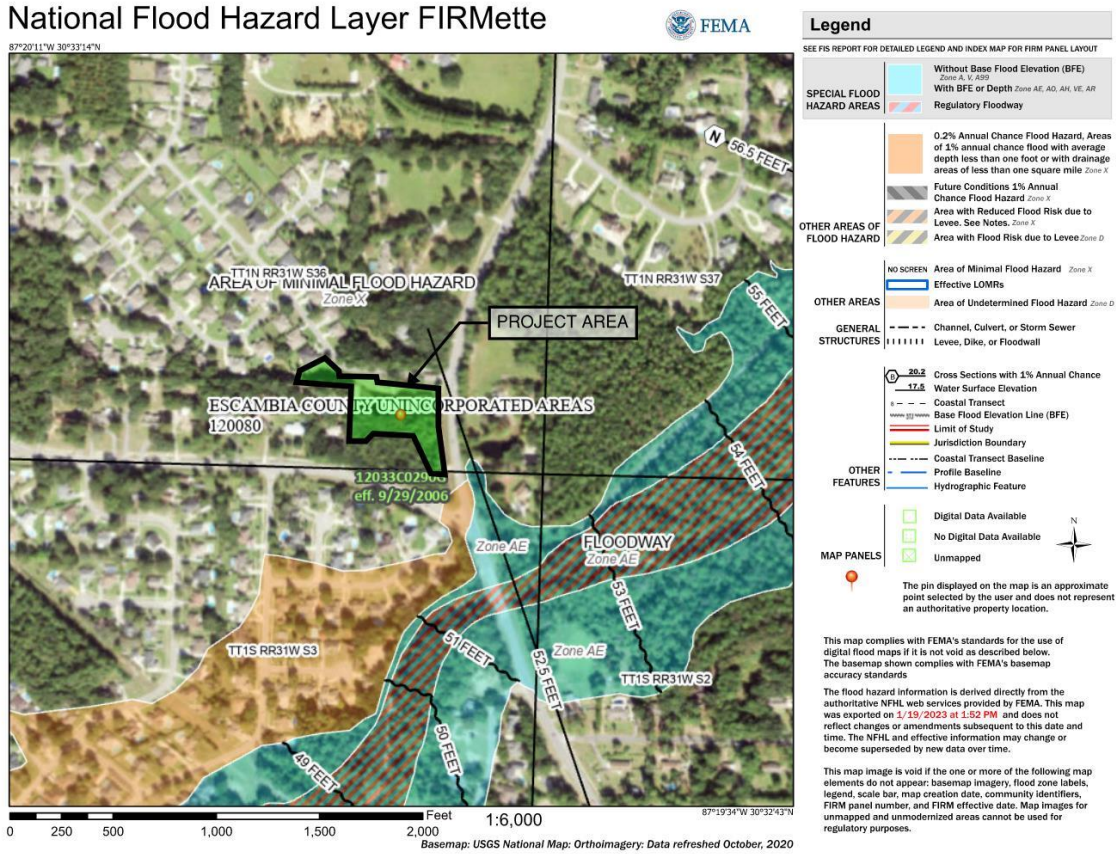 National Flood Hazard Layer FIRMette
FEMA
87°20'11"W 30°33'14"N
N
56.5 FEET
TT1N RR31W S36
AREA OF MINIMAL FLOOD HAZARD
Zone X
TT1N RR31W S37
55 FEET
PROJECT AREA
ESCAMBIA COUNTY UNINCORPORATED AREAS
120080
54 FEET
eff. 9/29/2006
Zone AE
FLOODWAY
Zone AE
53 FEET
51 FEET
52.5 FEET
Zone AE
TT1S RR31W S3
TT1S RR31W S2
50 FEET
49 FEET
87°19'34"W 30°32'43"N
Feet
1:6,000
0 250 500 1,000 1,500 2,000
Basemap: USGS National Map: Orthoimagery: Data refreshed October, 2020
Legend
SEE FIS REPORT FOR DETAILED LEGEND AND INDEX MAP FOR FIRM PANEL LAYOUT
SPECIAL FLOOD
HAZARD AREAS
Without Base Flood Elevation (BFE)
Zone A, V, A99
With BFE or Depth Zone AE, AO, AH, VE, AR
Regulatory Floodway
OTHER AREAS OF
FLOOD HAZARD
0.2% Annual Chance Flood Hazard, Areas
of 1% annual chance flood with average
depth less than one foot or with drainage
areas of less than one square mile Zone X
Future Conditions 1% Annual
Chance Flood Hazard Zone X
Area with Reduced Flood Risk due to
Levee. See Notes. Zone X
Area with Flood Risk due to Levee Zone D
OTHER AREAS
NO SCREEN Area of Minimal Flood Hazard Zone X
Effective LOMRs
Area of Undetermined Flood Hazard Zone D
GENERAL
STRUCTURES
Channel, Culvert, or Storm Sewer
Levee, Dike, or Floodwall
OTHER
FEATURES
B 20.2 Cross Sections with 1% Annual Chance
17.5 Water Surface Elevation
8 Coastal Transect
Base Flood Elevation Line (BFE)
Limit of Study
Jurisdiction Boundary
Coastal Transect Baseline
Profile Baseline
Hydrographic Feature
MAP PANELS
Digital Data Available
No Digital Data Available
Unmapped
N
The pin displayed on the map is an approximate
point selected by the user and does not represent
an authoritative property location.
This map complies with FEMA's standards for the use of
digital flood maps if it is not void as described below.
The basemap shown complies with FEMA's basemap
accuracy standards
The flood hazard information is derived directly from the
authoritative NFHL web services provided by FEMA. This map
was exported on 1/19/2023 at 1:52 PM and does not
reflect changes or amendments subsequent to this date and
time. The NFHL and effective information may change or
become superseded by new data over time.
This map image is void if the one or more of the following map
elements do not appear: basemap imagery, flood zone labels,
legend, scale bar, map creation date, community identifiers,
FIRM panel number, and FIRM effective date. Map images for
unmapped and unmodernized areas cannot be used for
regulatory purposes.